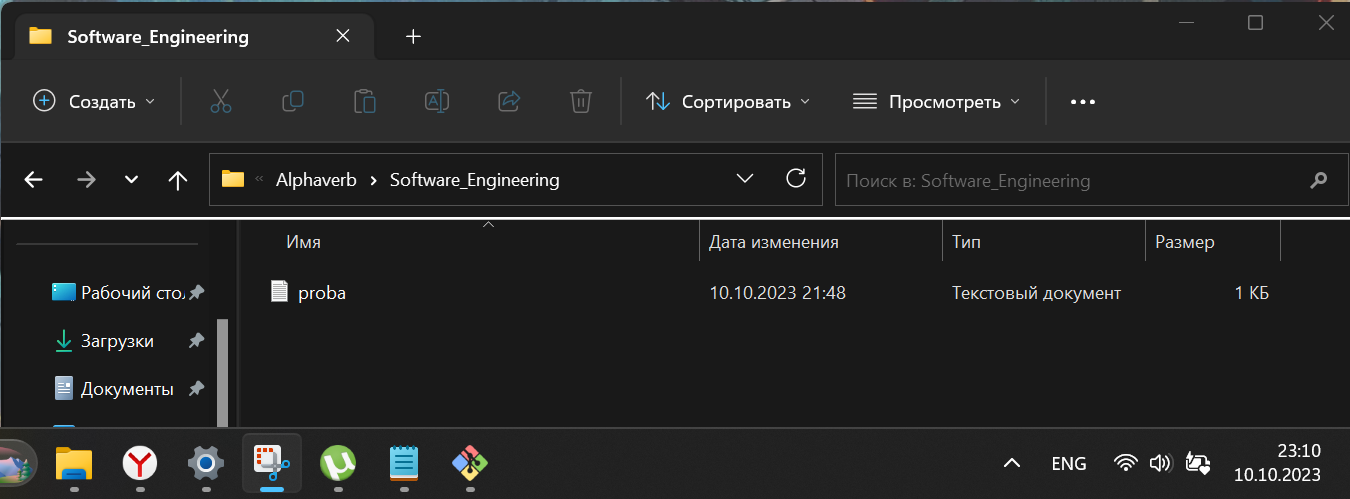 Software_Engineering
Создать
Сортировать
Просмотреть
Alphaverb
Software_Engineering
Поиск в: Software_Engineering
Имя
Дата изменения
Тип
Размер
Рабочий сто
proba
10.10.2023 21:48
Текстовый документ
1 КБ
Загрузки
Документы
ENG
23:10
10.10.2023